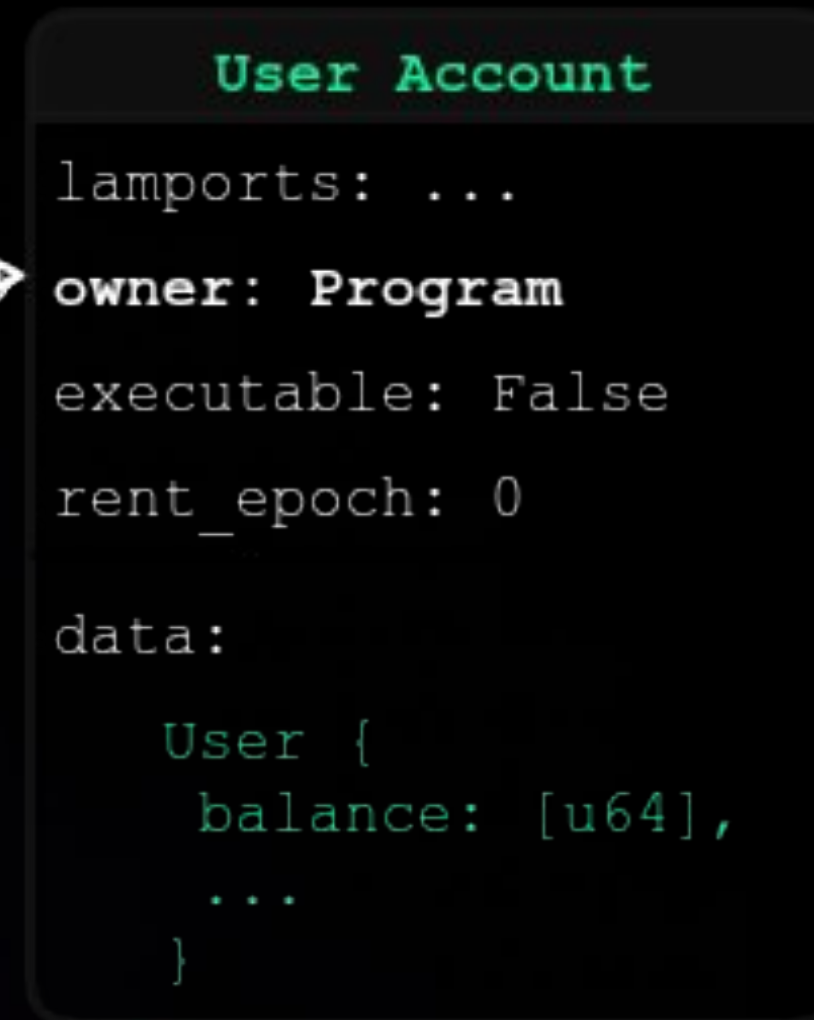 User Account
lamports: ...
owner: Program
executable: False
rent_epoch: 0
data:
User {
balance: [u64],
...
}